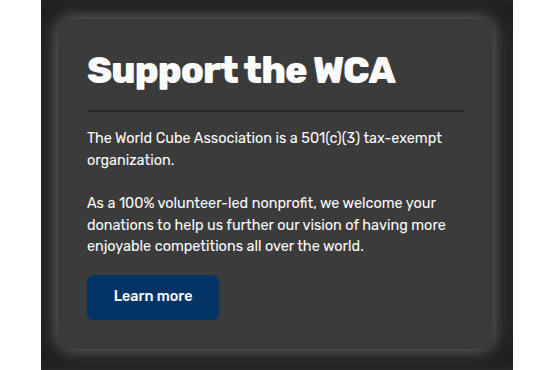 Support the WCA
The World Cube Association is a 501(c)(3) tax-exempt
organization.
As a 100% volunteer-led nonprofit, we welcome your
donations to help us further our vision of having more
enjoyable competitions all over the world.
Learn more